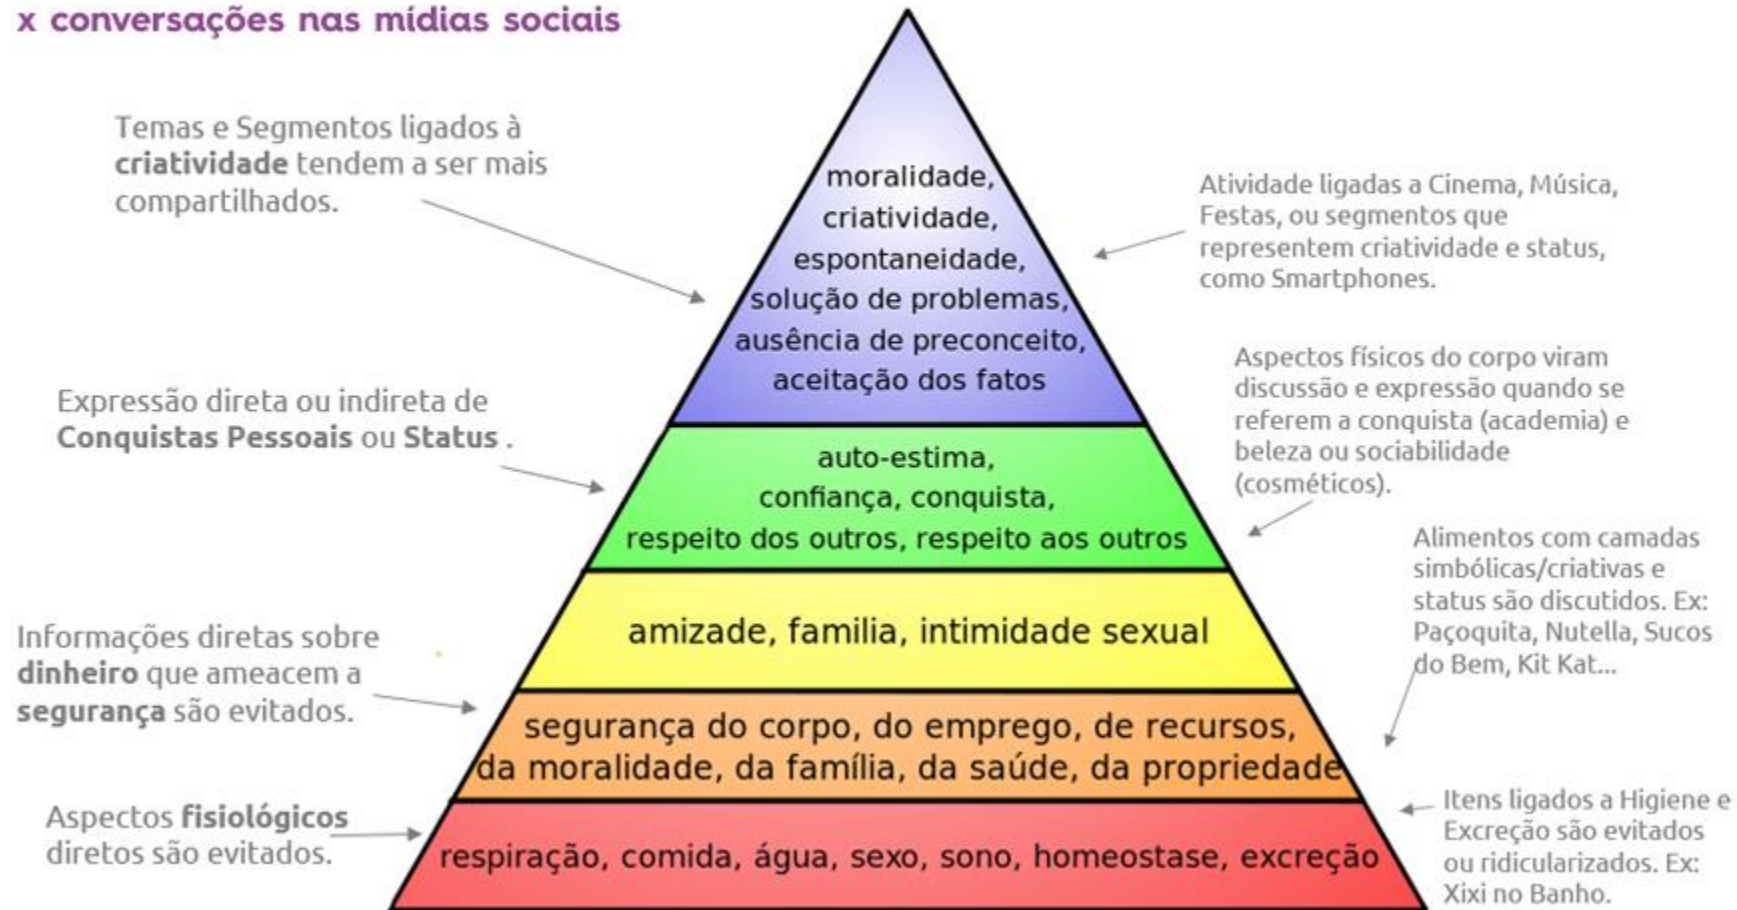 x conversações nas mídias sociais
Temas e Segmentos ligados à
criatividade tendem a ser mais
compartilhados.
moralidade,
criatividade,
espontaneidade,
solução de problemas,
ausência de preconceito,
aceitação dos fatos
Atividade ligadas a Cinema, Música,
Festas, ou segmentos que
representem criatividade e status,
como Smartphones.
Expressão direta ou indireta de
Conquistas Pessoais ou Status .
auto-estima,
confiança, conquista,
respeito dos outros, respeito aos outros
Aspectos físicos do corpo viram
discussão e expressão quando se
referem a conquista (academia) e
beleza ou sociabilidade
(cosméticos).
amizade, familia, intimidade sexual
Alimentos com camadas
simbólicas/criativas e
status são discutidos. Ex:
Paçoquita, Nutella, Sucos
do Bem, Kit Kat...
Informações diretas sobre
dinheiro que ameacem a
segurança são evitados.
segurança do corpo, do emprego, de recursos,
da moralidade, da família, da saúde, da propriedade
Aspectos fisiológicos
diretos são evitados.
respiração, comida, água, sexo, sono, homeostase, excreção
Itens ligados a Higiene e
Excreção são evitados
ou ridicularizados. Ex:
Xixi no Banho.